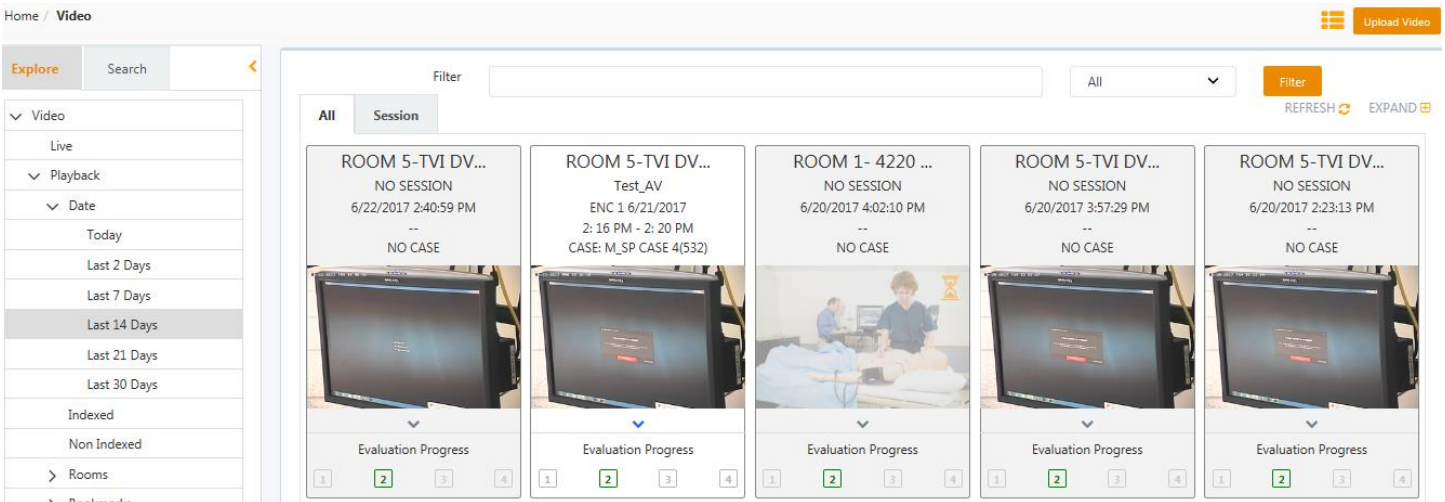 Home / Video
Upload Video
Explore
Search
Video
Live
Playback
Date
Today
Last 2 Days
Last 7 Days
Last 14 Days
Last 21 Days
Last 30 Days
Indexed
Non Indexed
Rooms
Filter
All
Filter
REFRESH
EXPAND
All
Session
ROOM 5-TVI DV...
NO SESSION
6/22/2017 2:40:59 PM
--
NO CASE
Evaluation Progress
1 2 3 4
ROOM 5-TVI DV...
Test_AV
ENC 1 6/21/2017
2: 16 PM - 2: 20 PM
CASE: M_SP CASE 4(532)
Evaluation Progress
1 2 3 4
ROOM 1- 4220 ...
NO SESSION
6/20/2017 4:02:10 PM
--
NO CASE
Evaluation Progress
1 2 3 4
ROOM 5-TVI DV...
NO SESSION
6/20/2017 3:57:29 PM
--
NO CASE
Evaluation Progress
1 2 3 4
ROOM 5-TVI DV...
NO SESSION
6/20/2017 2:23:13 PM
--
NO CASE
Evaluation Progress
1 2 3 4